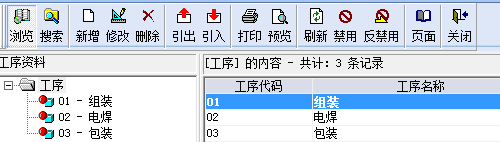 浏览 搜索 新增 修改 删除 引出 引入 打印 预览 刷新 禁用 反禁用 页面 关闭
工序资料
工序
01 - 组装
02 - 电焊
03 - 包装
[工序] 的内容 - 共计: 3 条记录
工序代码 工序名称
01 组装
02 电焊
03 包装